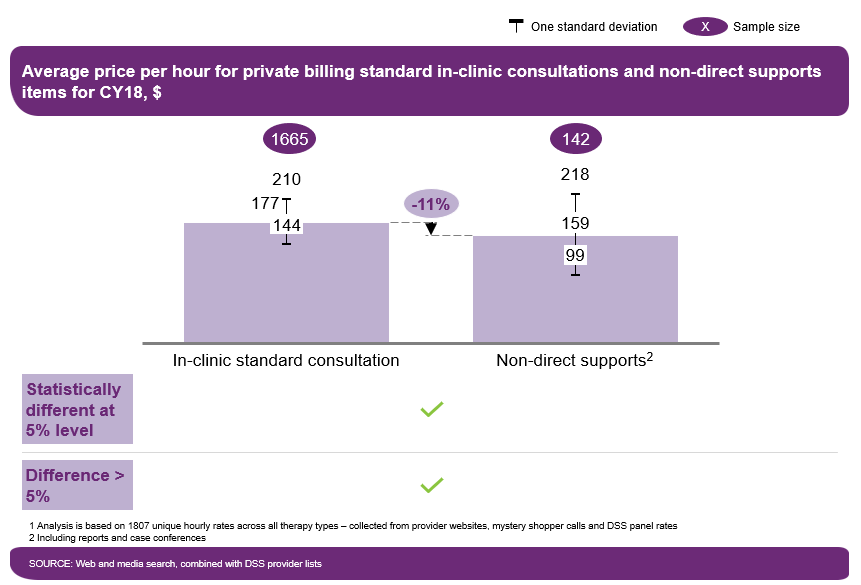 One standard deviation
X
Sample size
Average price per hour for private billing standard in-clinic consultations and non-direct supports
items for CY18, $
1665
142
210
218
177
-11%
144
159
99
In-clinic standard consultation
Non-direct supports2
Statistically
different at
5% level
Difference >
5%
1 Analysis is based on 1807 unique hourly rates across all therapy types – collected from provider websites, mystery shopper calls and DSS panel rates
2 Including reports and case conferences
SOURCE: Web and media search, combined with DSS provider lists